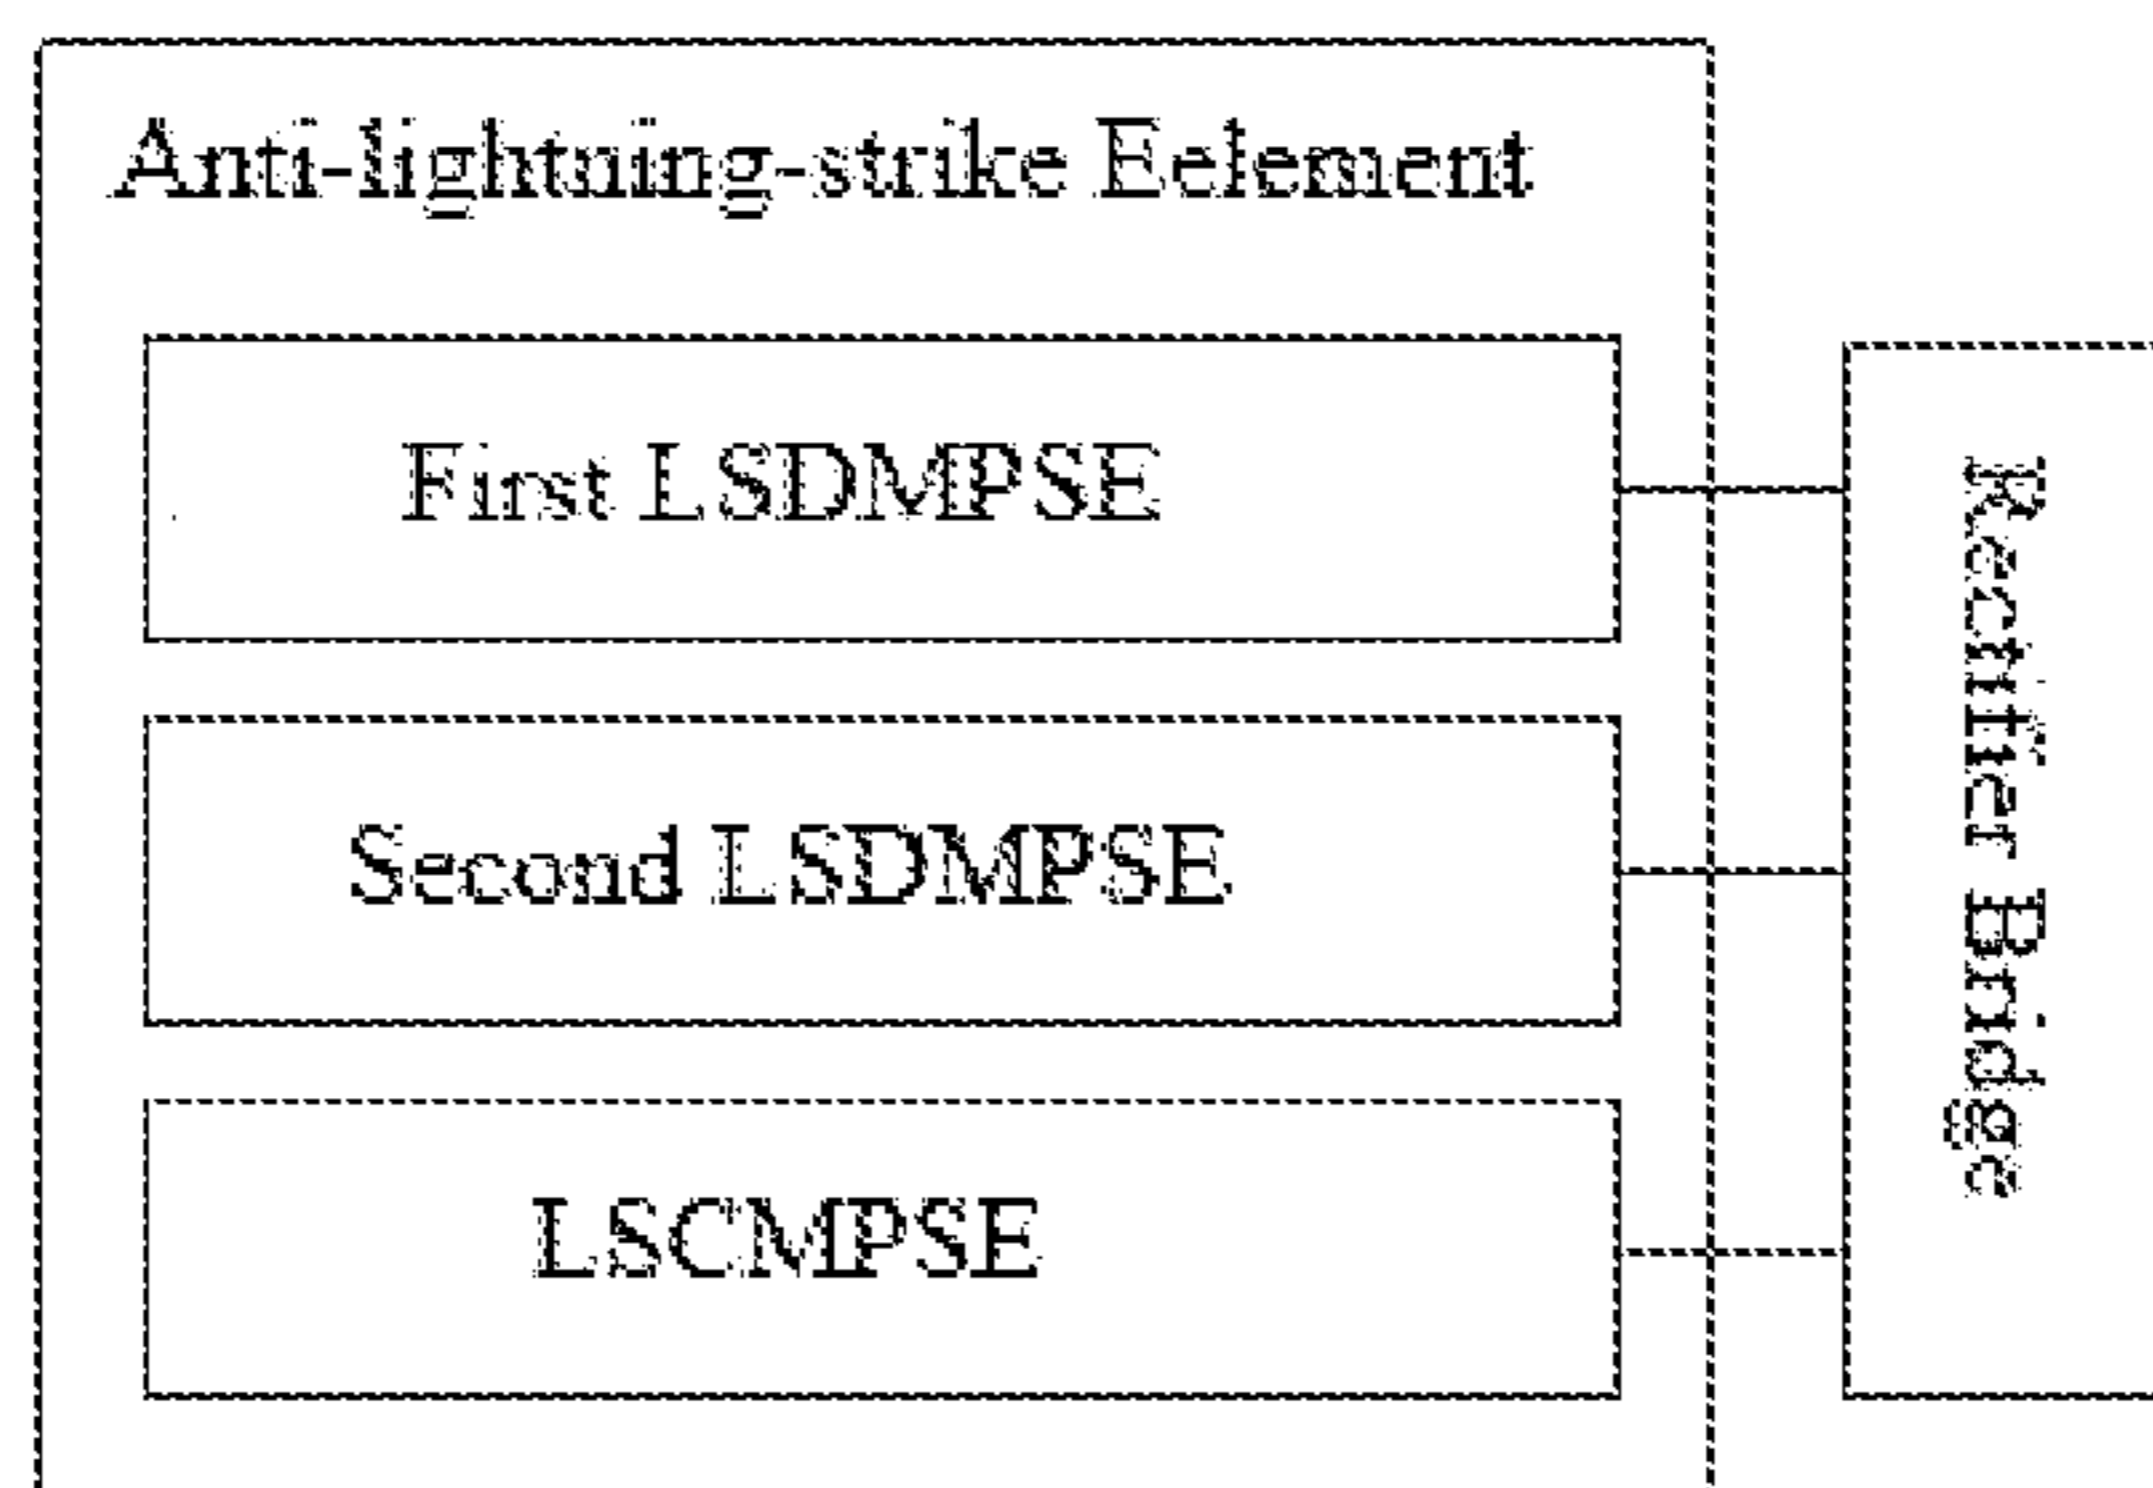 Anti-lightning-strike Eelement
First LSDMPSE
Second LSDMPSE
LSCMPSE
Rectifier Bridge